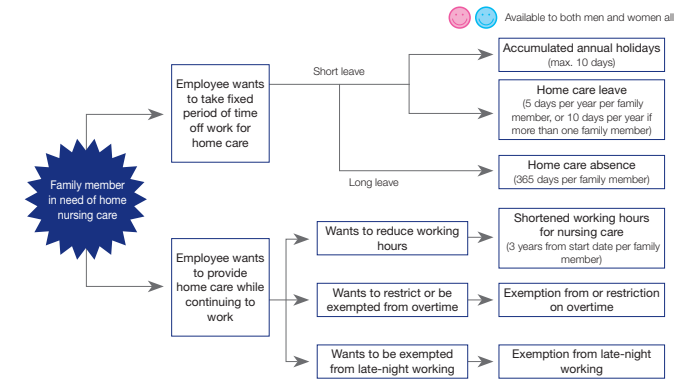 Available to both men and women all
Accumulated annual holidays
(max. 10 days)
Short leave
Employee wants
to take fixed
period of time
off work for
home care
Home care leave
(5 days per year per family
member, or 10 days per year if
more than one family member)
Home care absence
(365 days per family member)
Long leave
Family member
in need of home
nursing care
Employee wants
to provide
home care while
continuing to
work
Wants to reduce working
hours
Shortened working hours
for nursing care
(3 years from start date per family
member)
Wants to restrict or be
exempted from overtime
Exemption from or restriction
on overtime
Wants to be exempted
from late-night working
Exemption from late-night
working